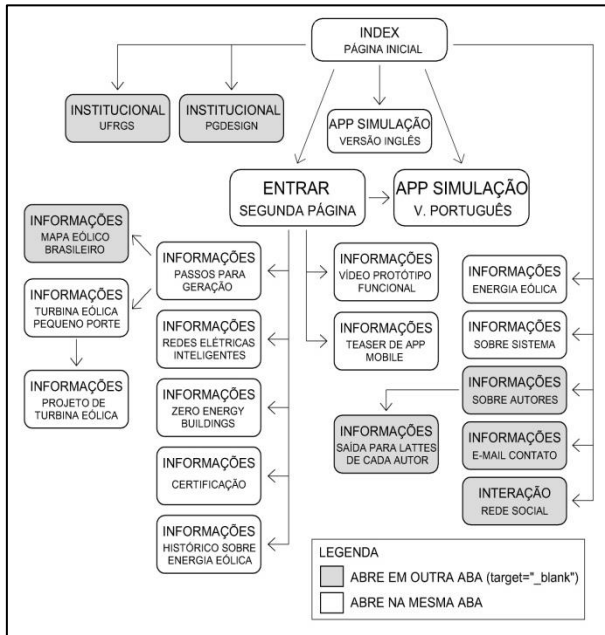 INDEX
PÁGINA INICIAL
INSTITUCIONAL
UFRGS
INSTITUCIONAL
PGDESIGN
APP SIMULAÇÃO
VERSÃO INGLÊS
ENTRAR
SEGUNDA PÁGINA
APP SIMULAÇÃO
V. PORTUGUÊS
INFORMAÇÕES
MAPA EÓLICO
BRASILEIRO
INFORMAÇÕES
PASSOS PARA
GERAÇÃO
INFORMAÇÕES
TURBINA EÓLICA
PEQUENO PORTE
INFORMAÇÕES
PROJETO DE
TURBINA EÓLICA
INFORMAÇÕES
REDES ELÉTRICAS
INTELIGENTES
INFORMAÇÕES
ZERO ENERGY
BUILDINGS
INFORMAÇÕES
CERTIFICAÇÃO
INFORMAÇÕES
HISTÓRICO SOBRE
ENERGIA EÓLICA
INFORMAÇÕES
VÍDEO PROTÓTIPO
FUNCIONAL
INFORMAÇÕES
TEASER DE APP
MOBILE
INFORMAÇÕES
ENERGIA EÓLICA
INFORMAÇÕES
SOBRE SISTEMA
INFORMAÇÕES
SOBRE AUTORES
INFORMAÇÕES
SAÍDA PARA LATTES
DE CADA AUTOR
INFORMAÇÕES
E-MAIL CONTATO
INTERAÇÃO
REDE SOCIAL
LEGENDA
ABRE EM OUTRA ABA (target="_blank")
ABRE NA MESMA ABA